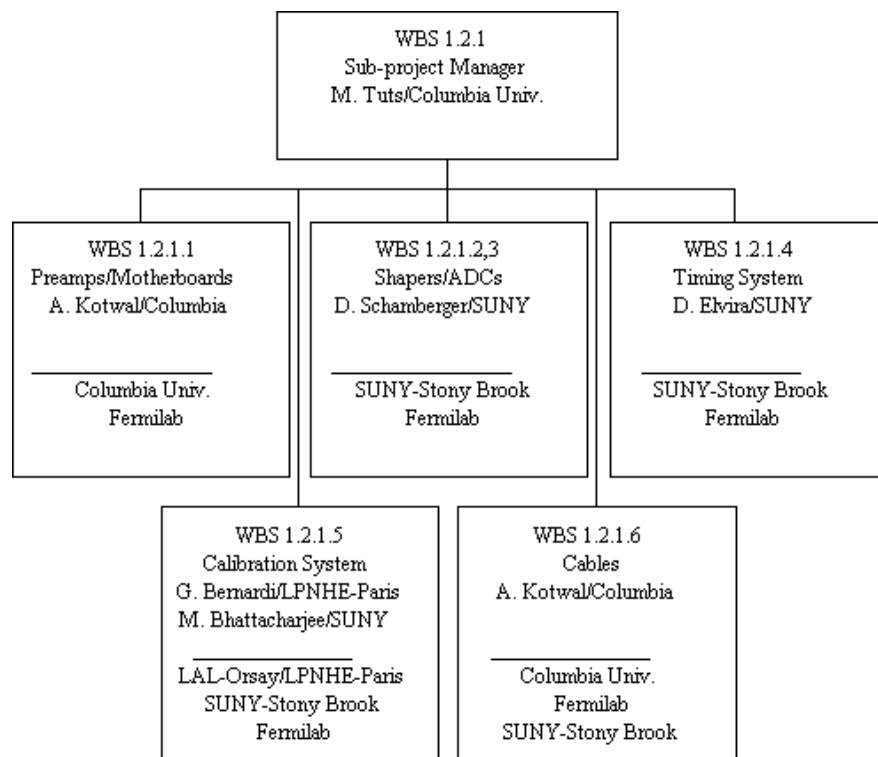 WBS 1.2.1
Sub-project Manager
M. Tuts/Columbia Univ.
WBS 1.2.1.1
Preamps/Motherboards
A. Kotwal/Columbia
Columbia Univ.
Fermilab
WBS 1.2.1.2,3
Shapers/ADCs
D. Schamberger/SUNY
SUNY-Stony Brook
Fermilab
WBS 1.2.1.4
Timing System
D. Elvira/SUNY
SUNY-Stony Brook
Fermilab
WBS 1.2.1.5
Calibration System
G. Bernardi/LPNHE-Paris
M. Bhattacharjee/SUNY
LAL-Orsay/LPNHE-Paris
SUNY-Stony Brook
Fermilab
WBS 1.2.1.6
Cables
A. Kotwal/Columbia
Columbia Univ.
Fermilab
SUNY-Stony Brook